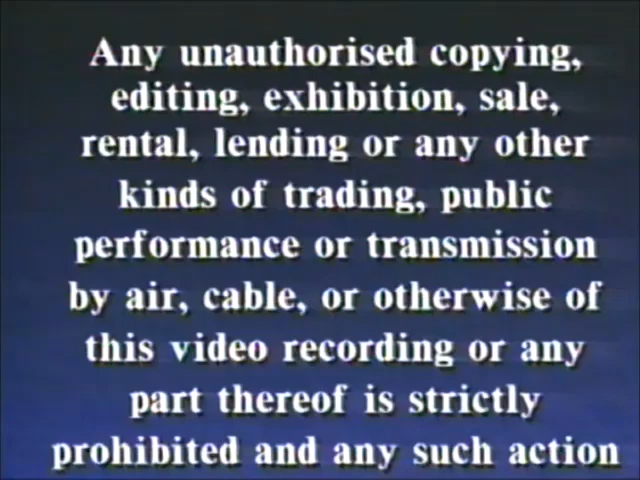 Any unauthorised copying,
editing, exhibition, sale,
rental, lending or any other
kinds of trading, public
performance or transmission
by air, cable, or otherwise of
this video recording or any
part thereof is strictly
prohibited and any such action